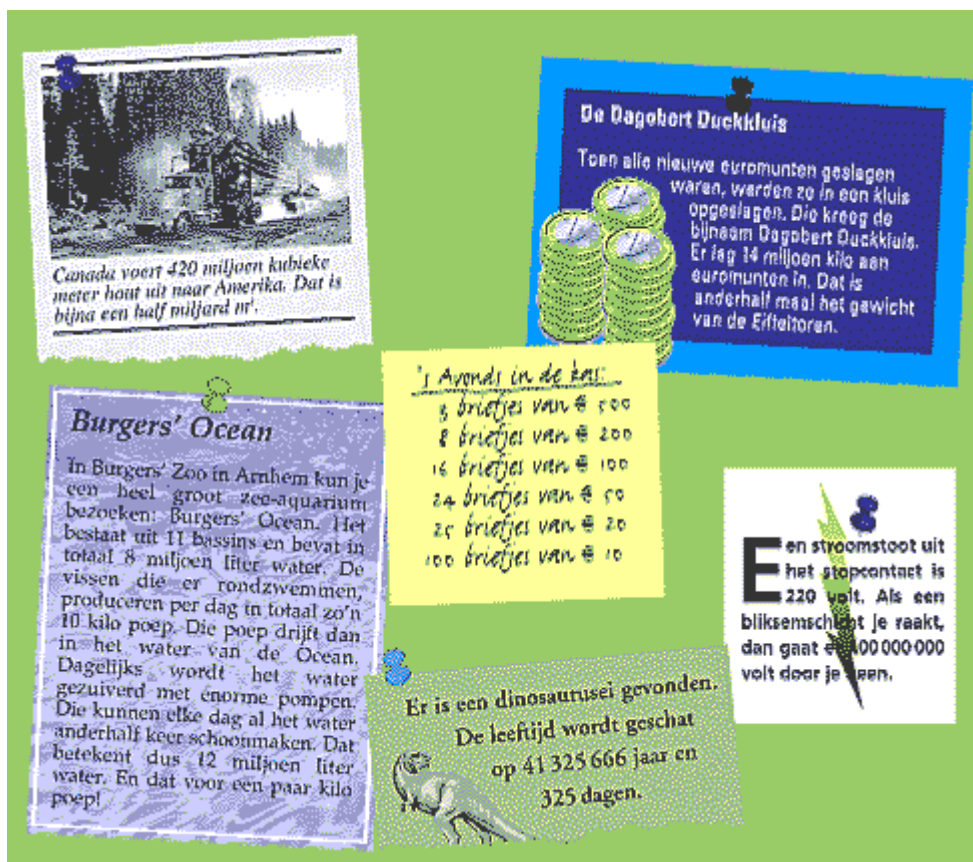 Canada voert 420 miljoen kubieke
meter hout uit naar Amerika. Dat is
bijna een half miljard m³.
De Dagobert Duckkluis
Toen alle nieuwe euromunten geslagen
waren, werden ze in een kluis
opgeslagen. Die kreeg de
bijnaam Dagobert Duckkluis.
Er lag 14 miljoen kilo aan
euromunten in. Dat is
anderhalf maal het gewicht
van de Eiffeltoren.
's Avonds in de kas:
briefjes van € 500
8 briefjes van € 200
16 briefjes van € 100
24 briefjes van € 50
25 briefjes van € 20
100 briefjes van € 10
Burgers' Ocean
In Burgers' Zoo in Arnhem kun je
een heel groot zee-aquarium
bezoeken: Burgers' Ocean. Het
bestaat uit 11 bassins en bevat in
totaal 8 miljoen liter water. De
vissen die er rondzwemmen,
produceren per dag in totaal zo'n
10 kilo poep. Die poep drijft dan
in het water van de Ocean.
Dagelijks wordt het water
gezuiverd met enorme pompen.
Die kunnen elke dag al het water
anderhalf keer schoonmaken. Dat
betekent dus 12 miljoen liter
water. En dat voor een paar kilo
poep!
Een stroomstoot uit
het stopcontact is
220 volt. Als een
bliksemschicht je raakt,
dan gaat er 100 000 000
volt door je heen.
Er is een dinosaurusei gevonden.
De leeftijd wordt geschat
op 41 325 666 jaar en
325 dagen.